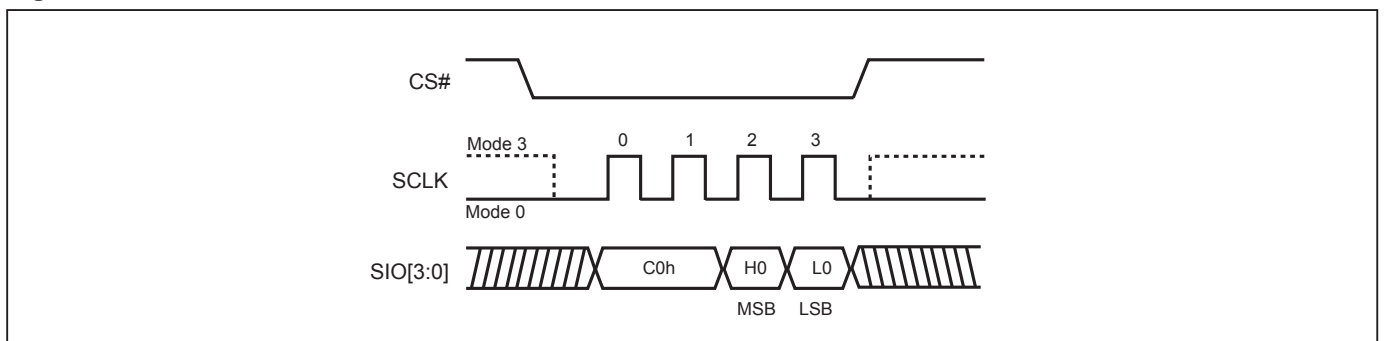 CS#
Mode 3 0 1 2 3
SCLK
Mode 0
SIO[3:0] C0h H0 L0
MSB LSB